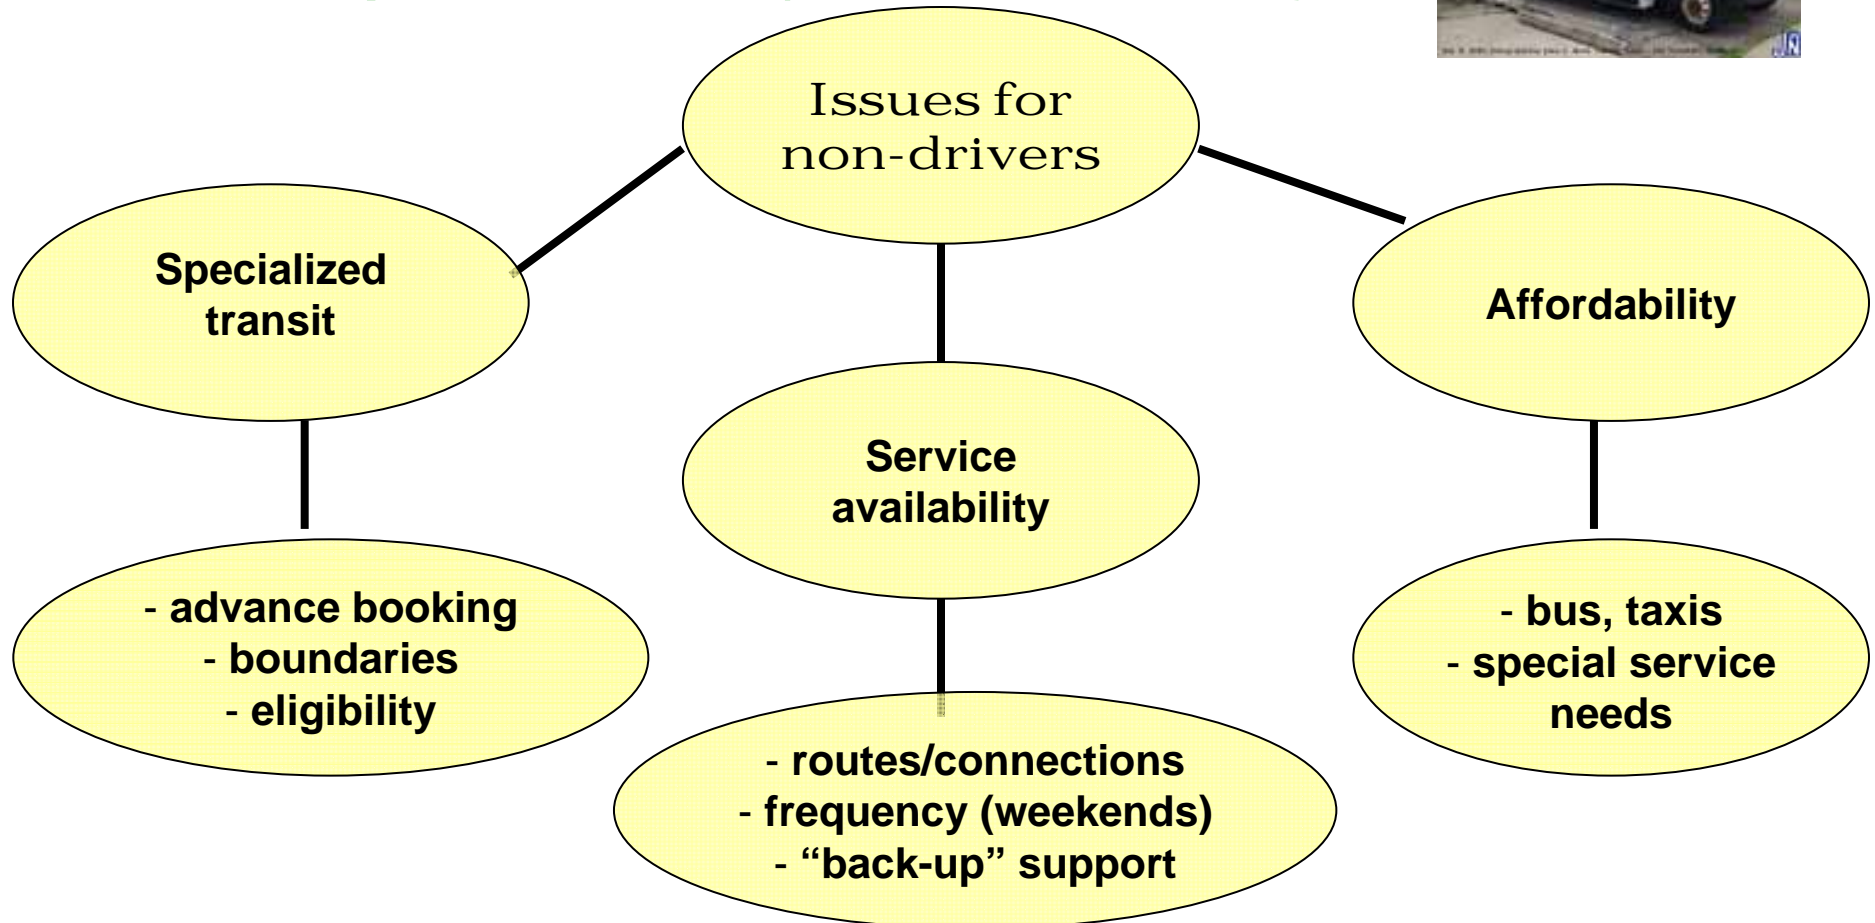 Issues for
non-drivers
Specialized
transit
Affordability
Service
availability
- advance booking
- boundaries
- eligibility
- bus, taxis
- special service
needs
- routes/connections
- frequency (weekends)
- “back-up” support